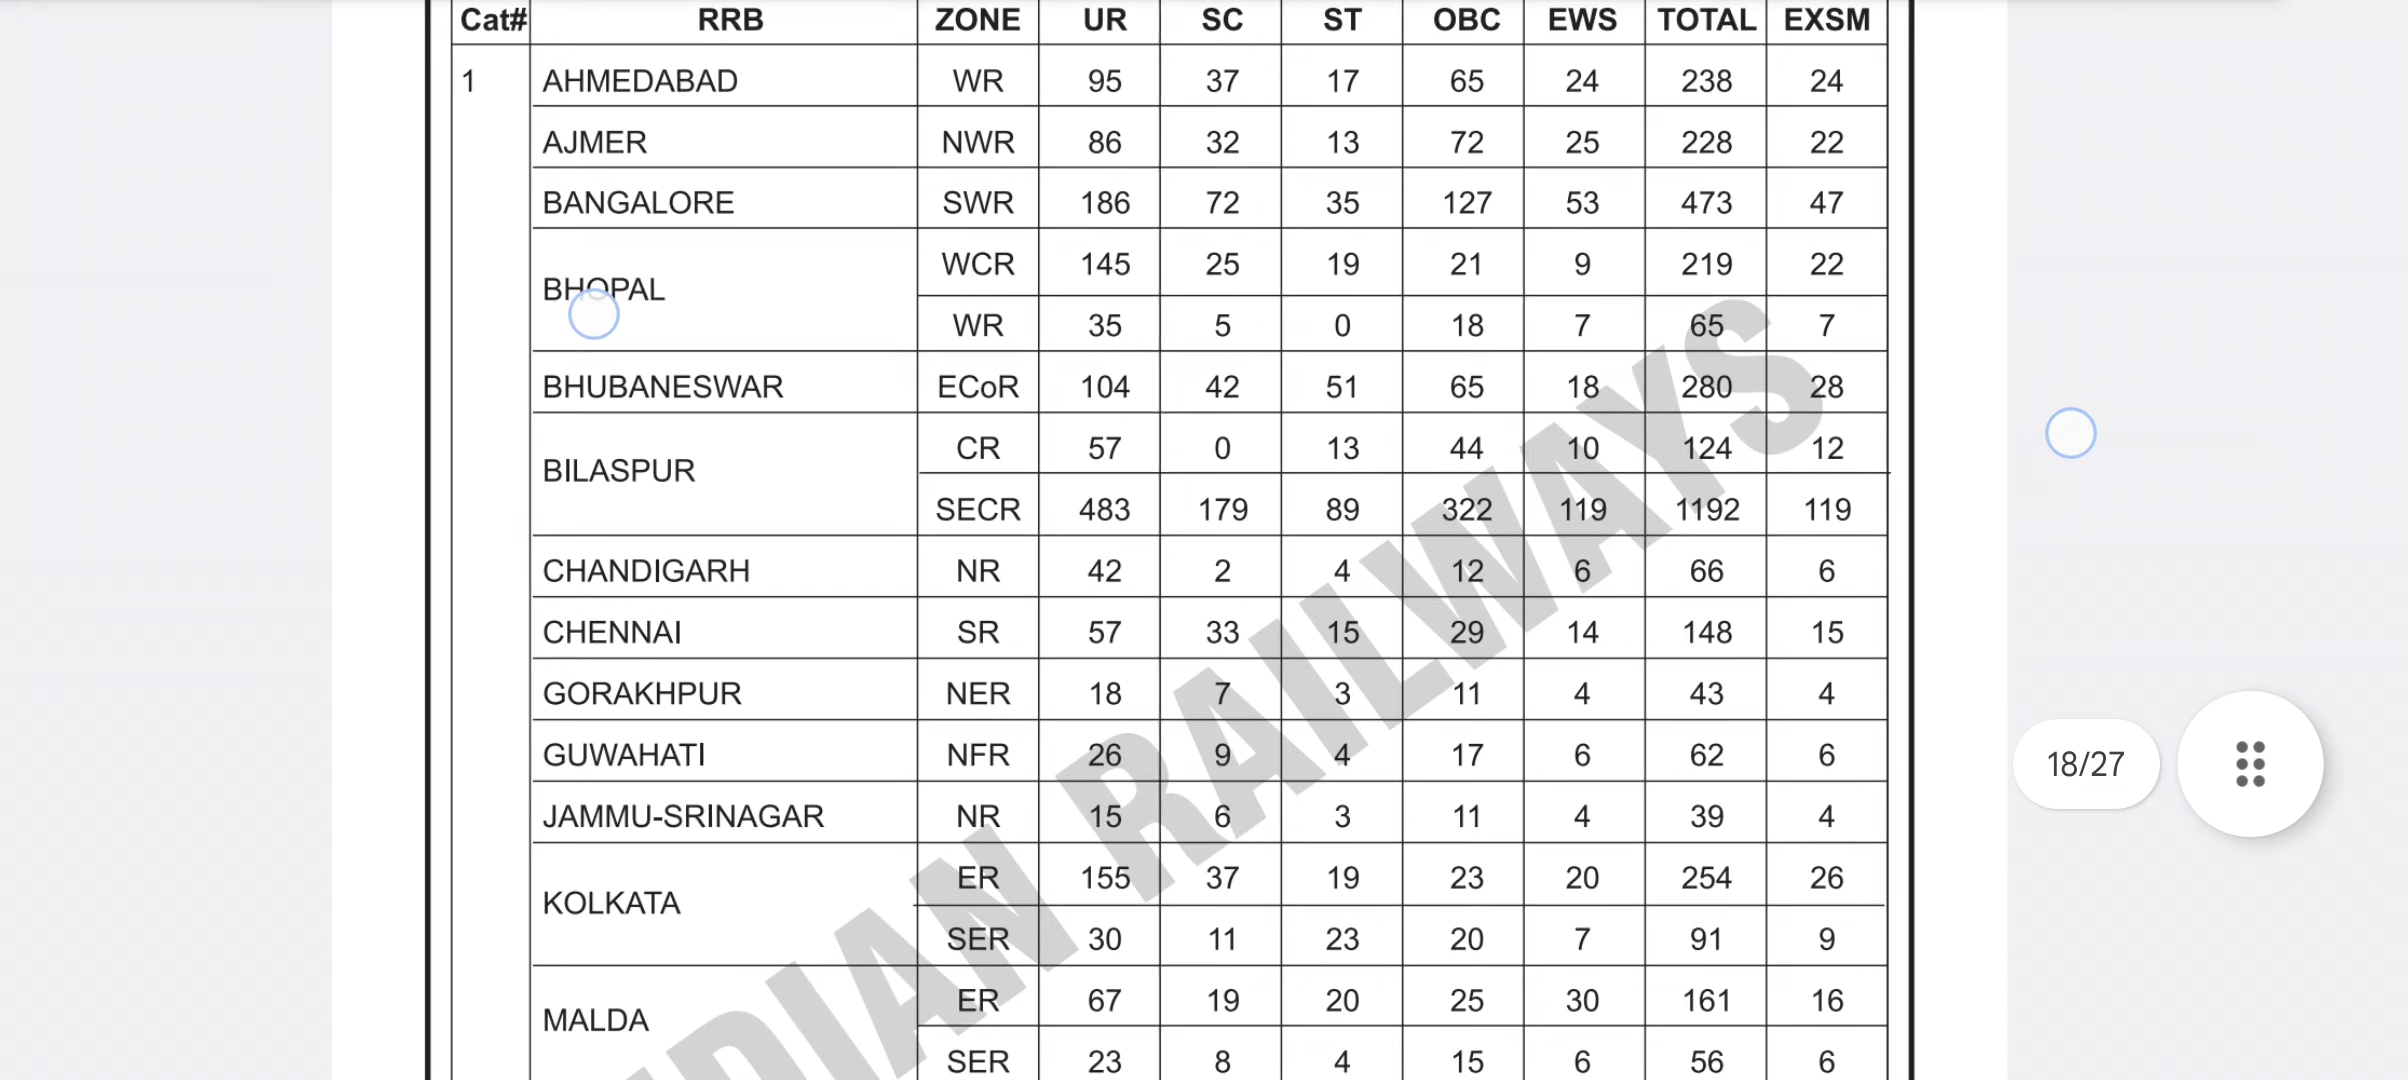 Cat# RRB ZONE UR SC ST OBC EWS TOTAL EXSM
1 AHMEDABAD WR 95 37 17 65 24 238 24
AJMER NWR 86 32 13 72 25 228 22
BANGALORE SWR 186 72 35 127 53 473 47
BHOPAL WCR 145 25 19 21 9 219 22
WR 35 5 0 18 7 65 7
BHUBANESWAR ECoR 104 42 51 65 18 280 28
BILASPUR CR 57 0 13 44 10 124 12
SECR 483 179 89 322 119 1192 119
CHANDIGARH NR 42 2 4 12 6 66 6
CHENNAI SR 57 33 15 29 14 148 15
GORAKHPUR NER 18 7 3 11 4 43 4
GUWAHATI NFR 26 9 4 17 6 62 6
JAMMU-SRINAGAR NR 15 6 3 11 4 39 4
KOLKATA ER 155 37 19 23 20 254 26
SER 30 11 23 20 7 91 9
MALDA ER 67 19 20 25 30 161 16
SER 23 8 4 15 6 56 6
DIAN RAILWAYS
18/27